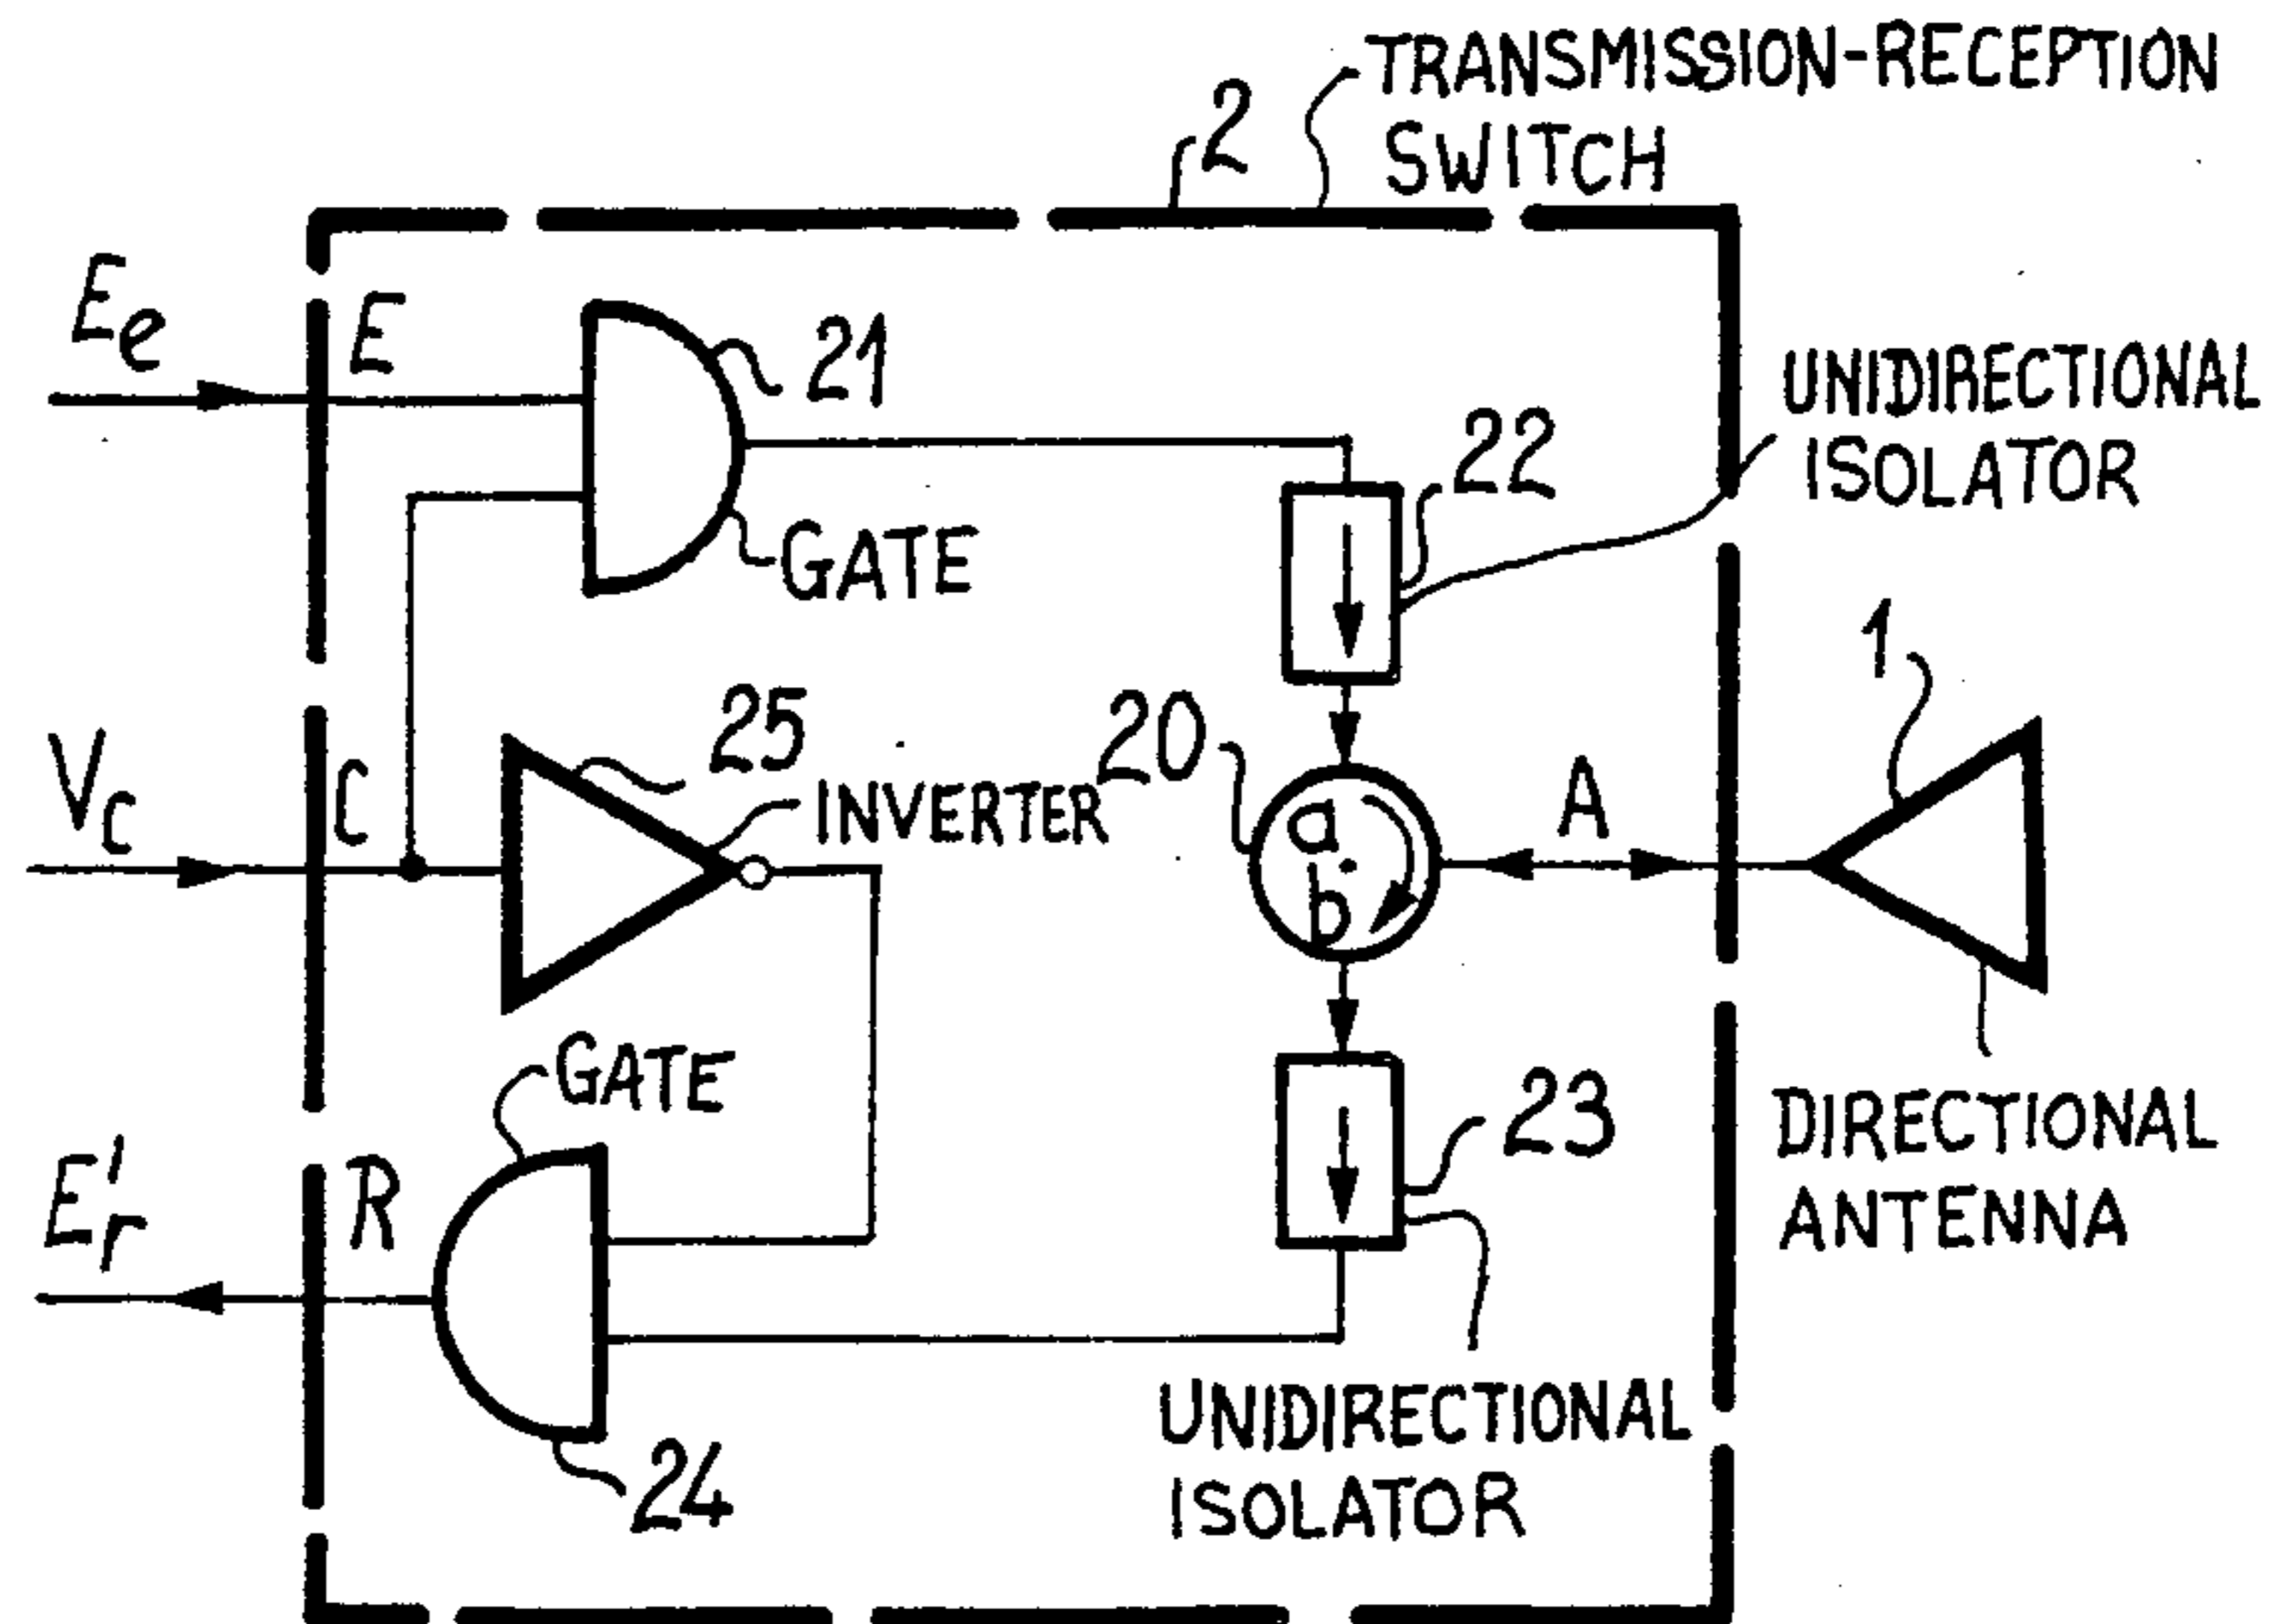 TRANSMISSION-RECEPTION
SWITCH
2
Ee
E
21
UNIDIRECTIONAL
ISOLATOR
22
GATE
1
Vc
C
25
INVERTER
20
a
b
A
GATE
23
DIRECTIONAL
ANTENNA
E'r
R
24
UNIDIRECTIONAL
ISOLATOR